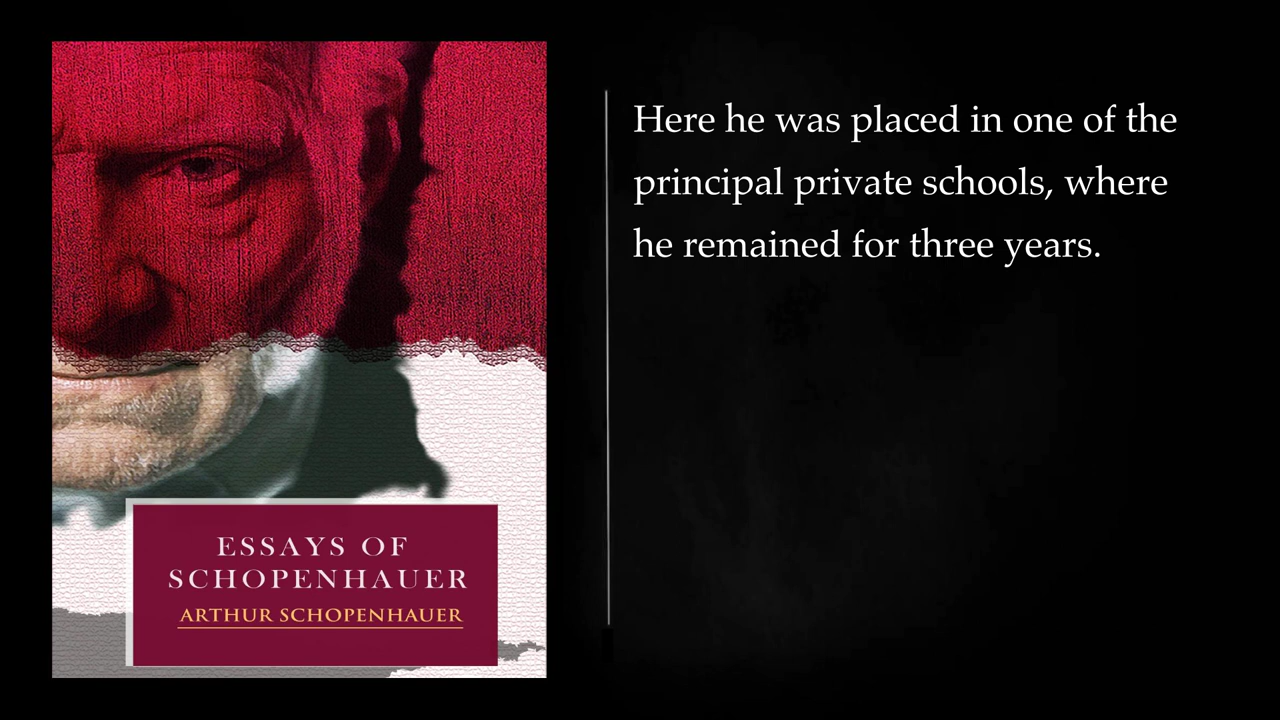 Here he was placed in one of the
principal private schools, where
he remained for three years.
ESSAYS OF
SCHOPENHAUER
ARTHUR SCHOPENHAUER